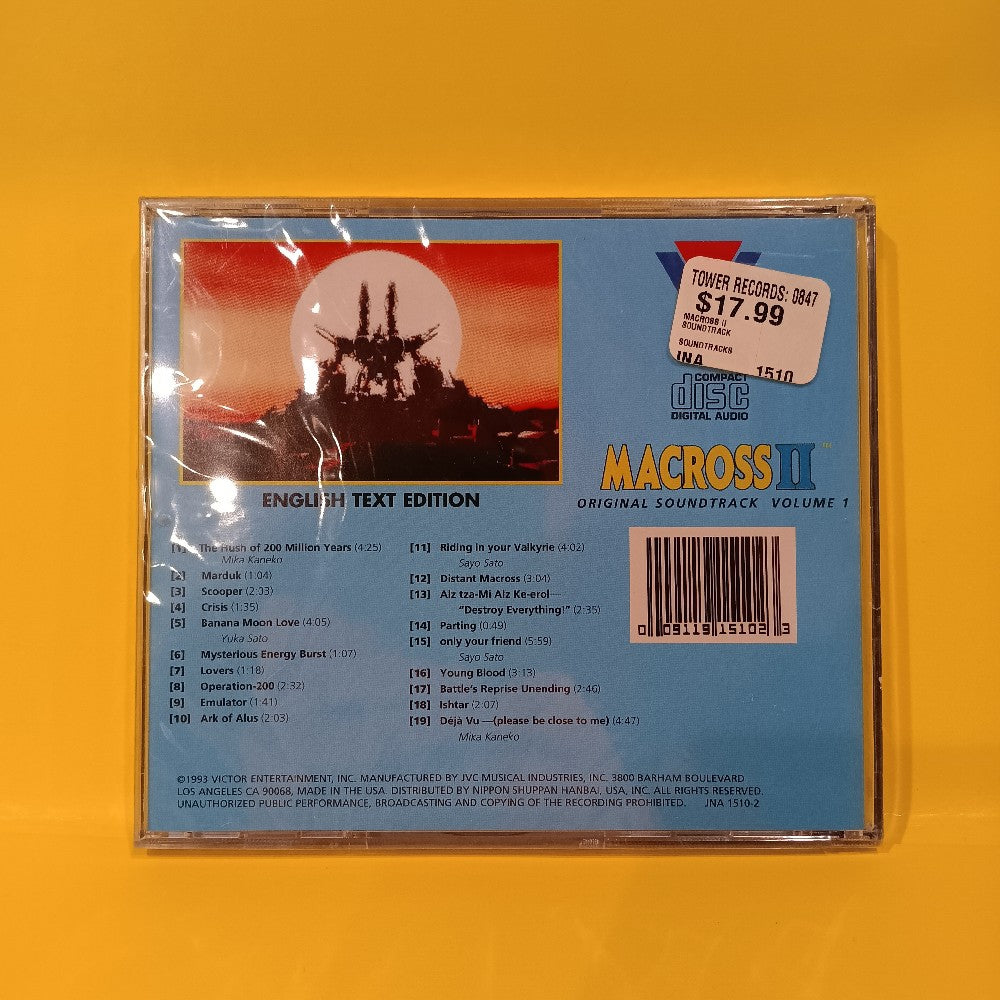 TOWER RECORDS: 0847
$17.99
MACROSS II
SOUNDTRACK
SOUNDTRACKS
JNA 1510
COMPACT
disc
DIGITAL AUDIO
MACROSS II™
ORIGINAL SOUNDTRACK VOLUME 1
ENGLISH TEXT EDITION
[1] The Hush of 200 Million Years (4:25)
Mika Kaneko
[2] Marduk (1:04)
[3] Scooper (2:03)
[4] Crisis (1:35)
[5] Banana Moon Love (4:05)
Yuka Sato
[6] Mysterious Energy Burst (1:07)
[7] Lovers (1:18)
[8] Operation-200 (2:32)
[9] Emulator (1:41)
[10] Ark of Alus (2:03)
[11] Riding in your Valkyrie (4:02)
Sayo Sato
[12] Distant Macross (3:04)
[13] Alz tza-Mi Alz Ke-erol—
"Destroy Everything!" (2:35)
[14] Parting (0:49)
[15] only your friend (5:59)
Sayo Sato
[16] Young Blood (3:13)
[17] Battle's Reprise Unending (2:46)
[18] Ishtar (2:07)
[19] Déjà Vu —(please be close to me) (4:47)
Mika Kaneko
0 09119 15102 3
©1993 VICTOR ENTERTAINMENT, INC. MANUFACTURED BY JVC MUSICAL INDUSTRIES, INC. 3800 BARHAM BOULEVARD
LOS ANGELES CA 90068, MADE IN THE USA. DISTRIBUTED BY NIPPON SHUPPAN HANBAI, USA, INC. ALL RIGHTS RESERVED.
UNAUTHORIZED PUBLIC PERFORMANCE, BROADCASTING AND COPYING OF THE RECORDING PROHIBITED. JNA 1510-2